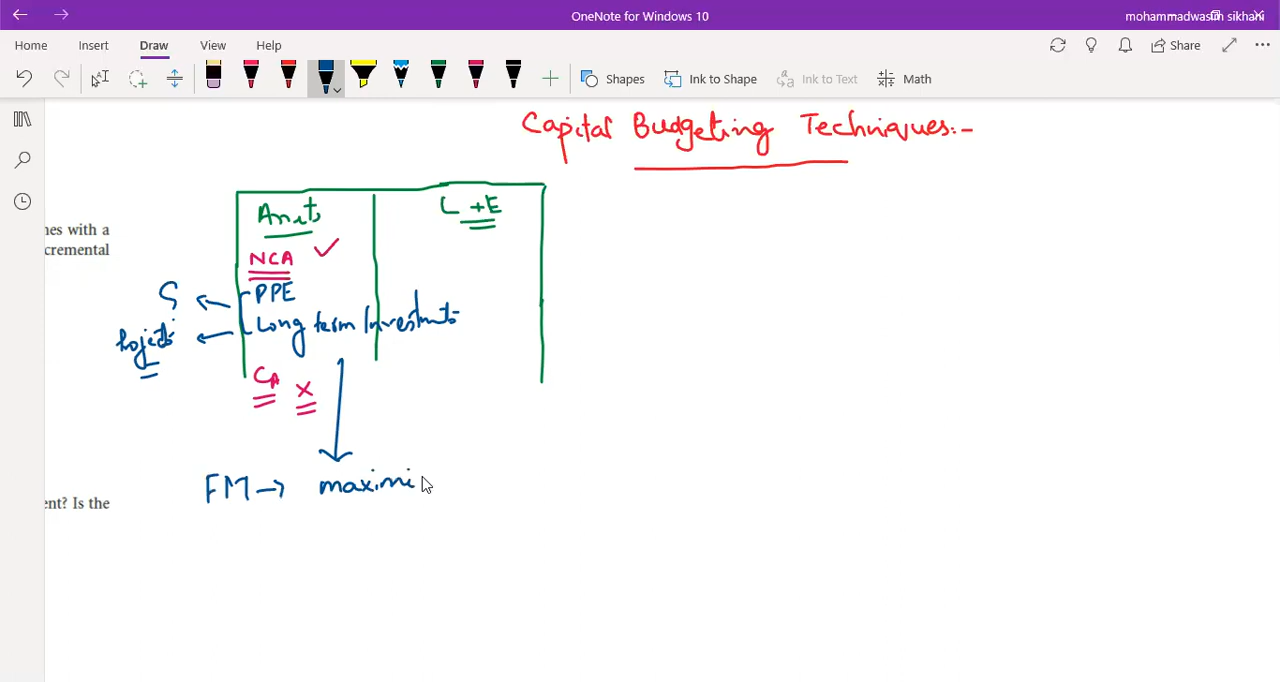 OneNote for Windows 10
mohammadwasih sikhani
Home Insert Draw View Help
Share
Shapes Ink to Shape Ink to Text Math
Capital Budgeting Techniques:-
Assets L + E
nes with a
cremental
NCA
PPE
Long term Investments
CA X
FM → maximi
ent? Is the